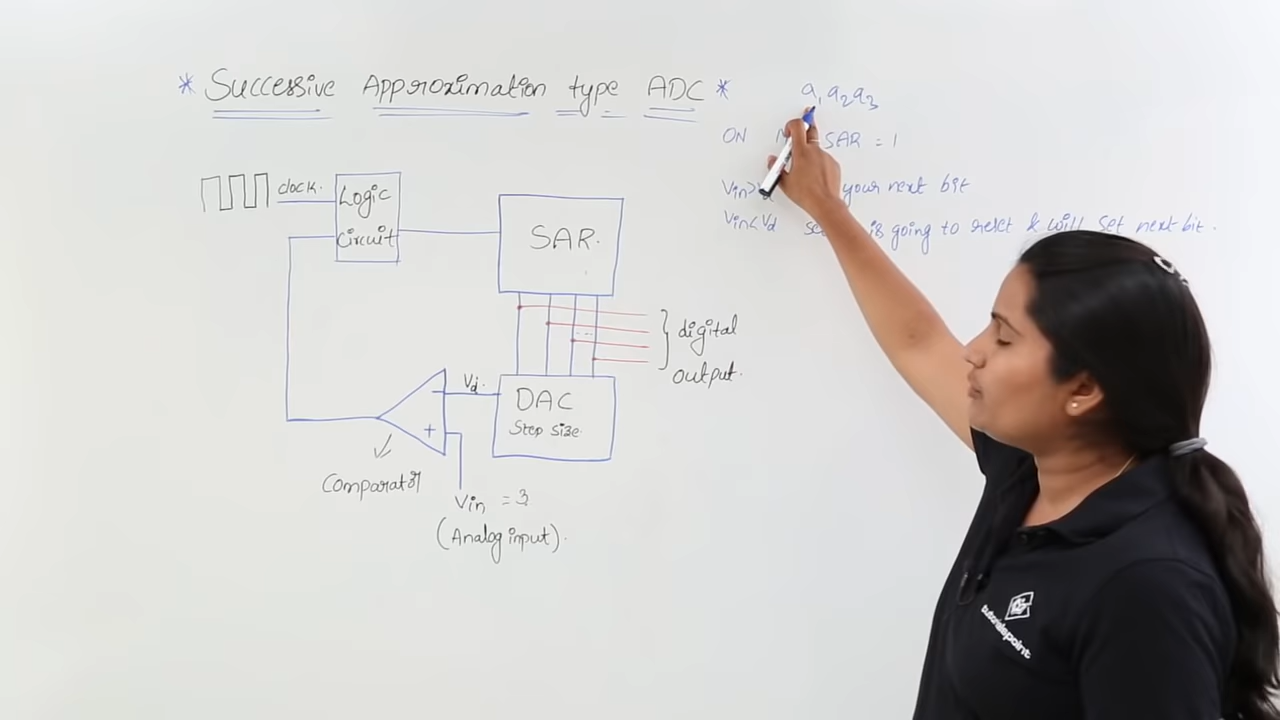 * Successive Approximation type ADC *
a1 a2 a3
ON SAR = 1
Vin > your next bit
Vin < Vd is going to reset & will set next bit.
clock.
Logic
circuit
SAR.
...
} digital
output.
Vd.
DAC
Step size.
+
Comparator
Vin = 3
(Analog input).
tutorialspoint